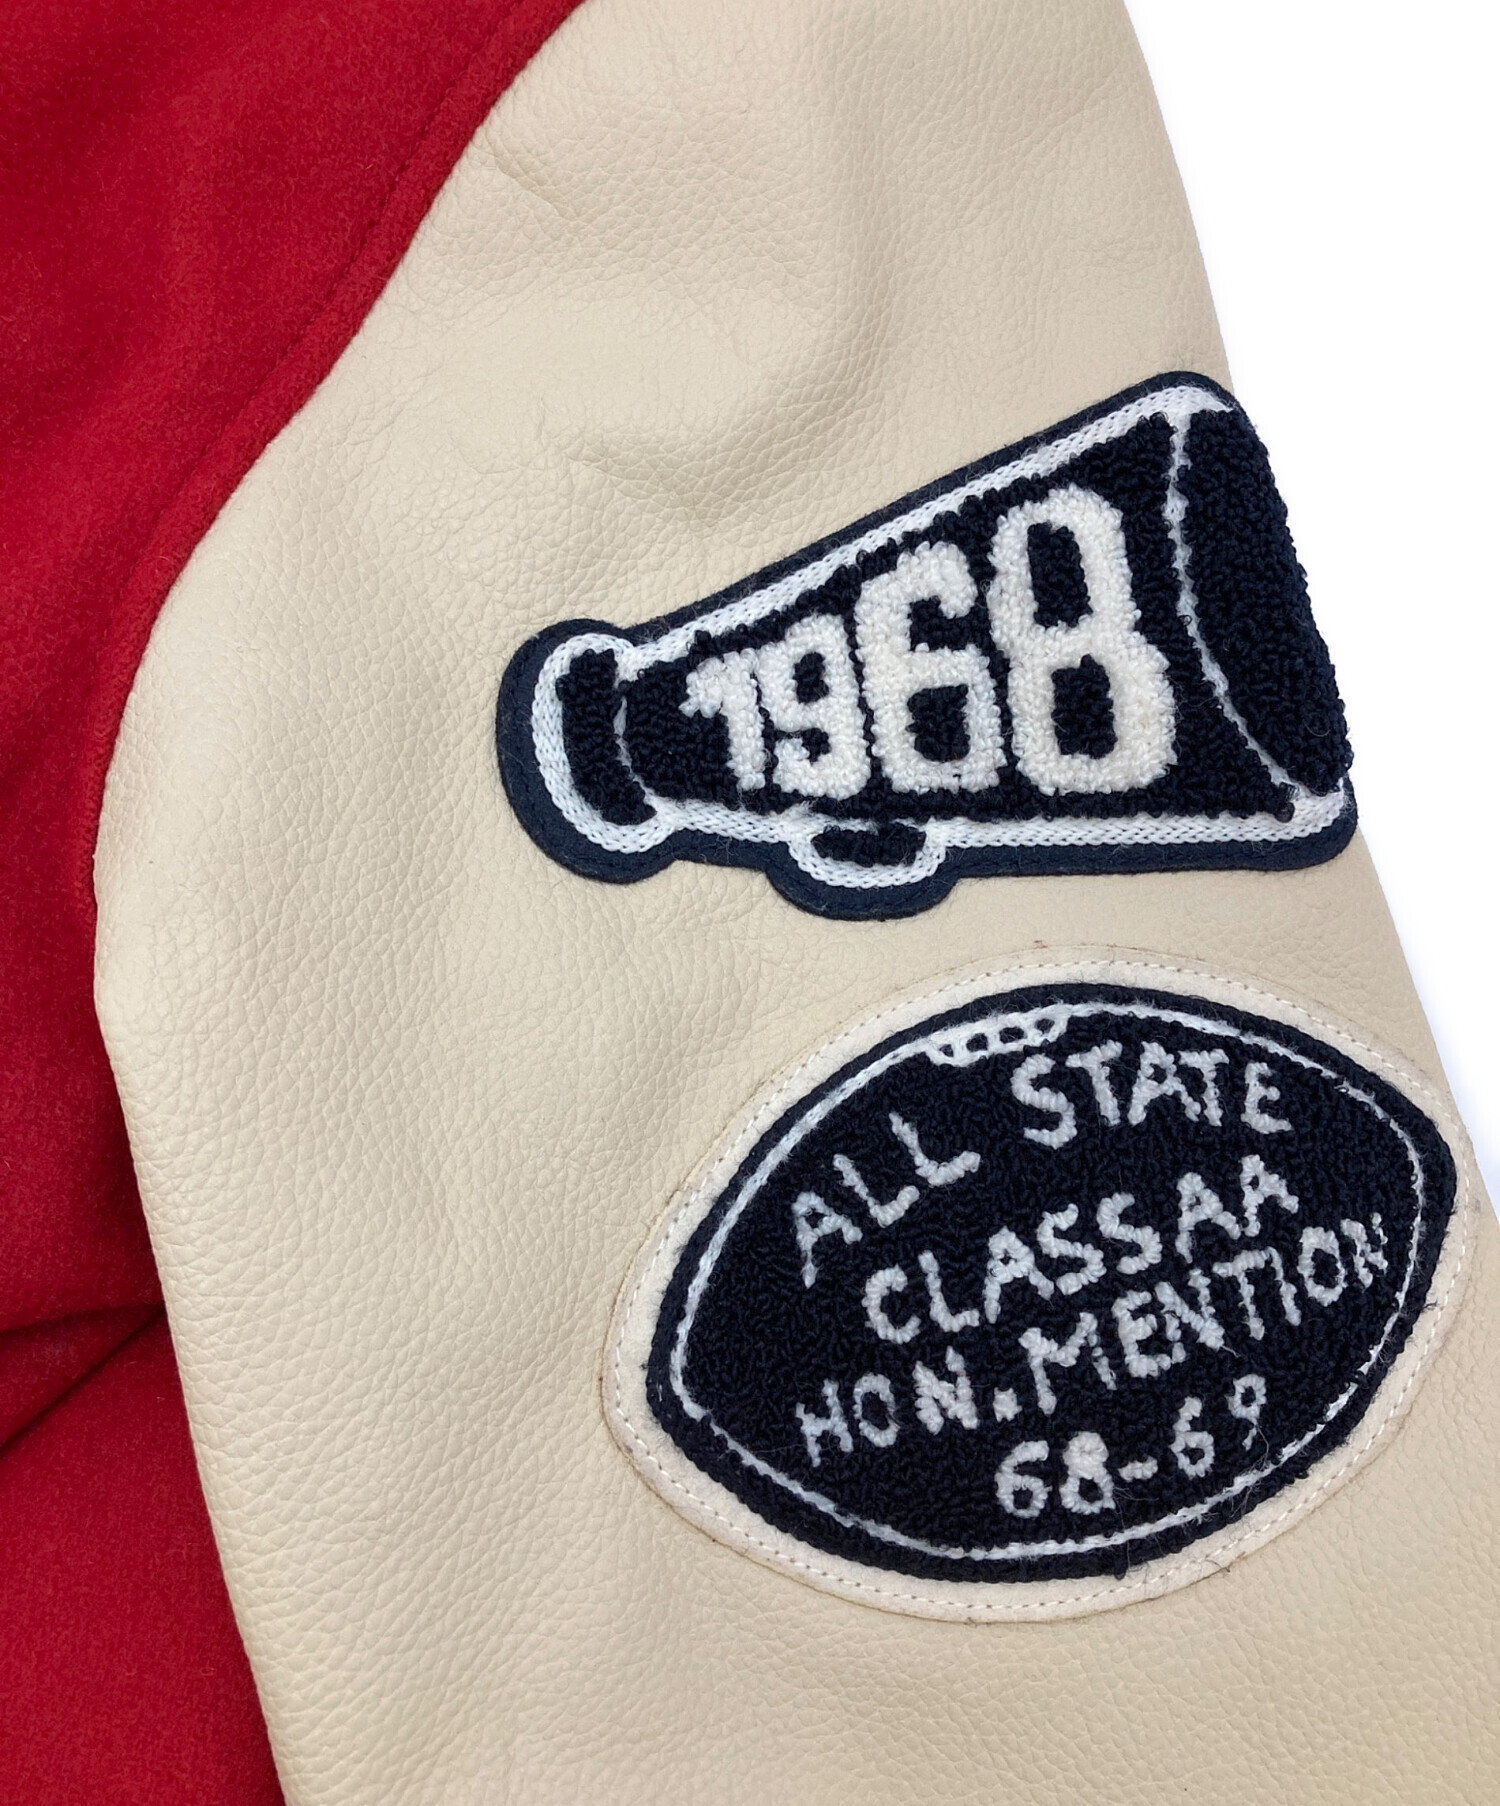 1968
ALL STATE
CLASS AA
HON. MENTION
68-69